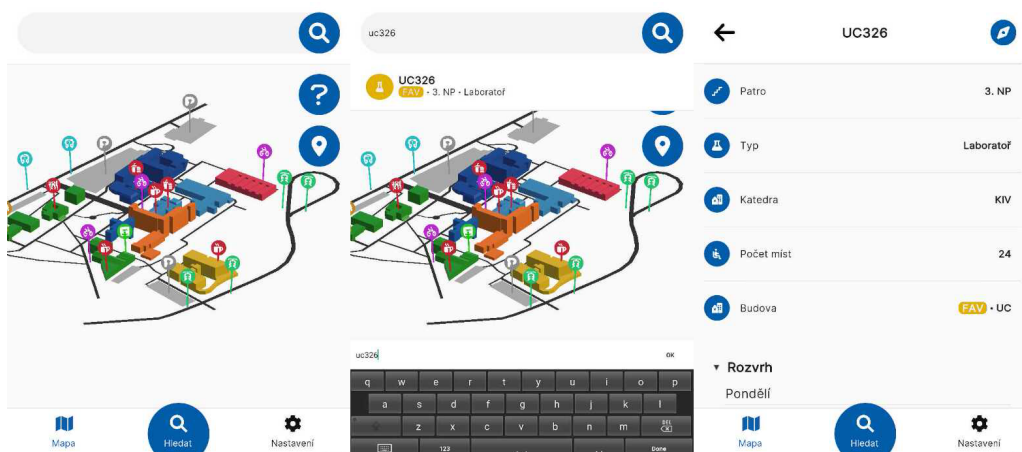 Mapa
Hledat
Nastavení
uc326
UC326
FAV • 3. NP • Laboratoř
uc326
OK
q w e r t y u i o p
a s d f g h j k l
z x c v b n m DEL
123
Done
UC326
Patro 3. NP
Typ Laboratoř
Katedra KIV
Počet míst 24
Budova FAV • UC
Rozvrh
Pondělí
Mapa
Hledat
Nastavení